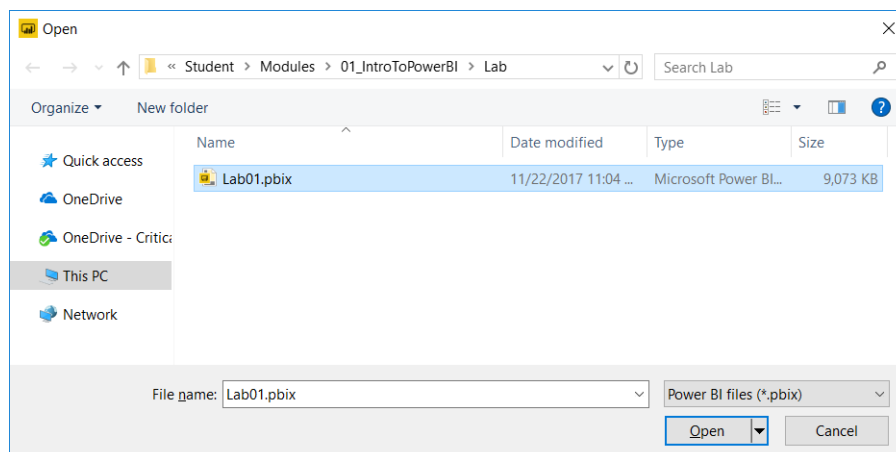 Open
« Student > Modules > 01_IntroToPowerBI > Lab
Search Lab
Organize
New folder
?
Name Date modified Type Size
Quick access
OneDrive
OneDrive - Critica
This PC
Network
Lab01.pbix 11/22/2017 11:04 ... Microsoft Power BI... 9,073 KB
File name: Lab01.pbix
Power BI files (*.pbix)
Open
Cancel